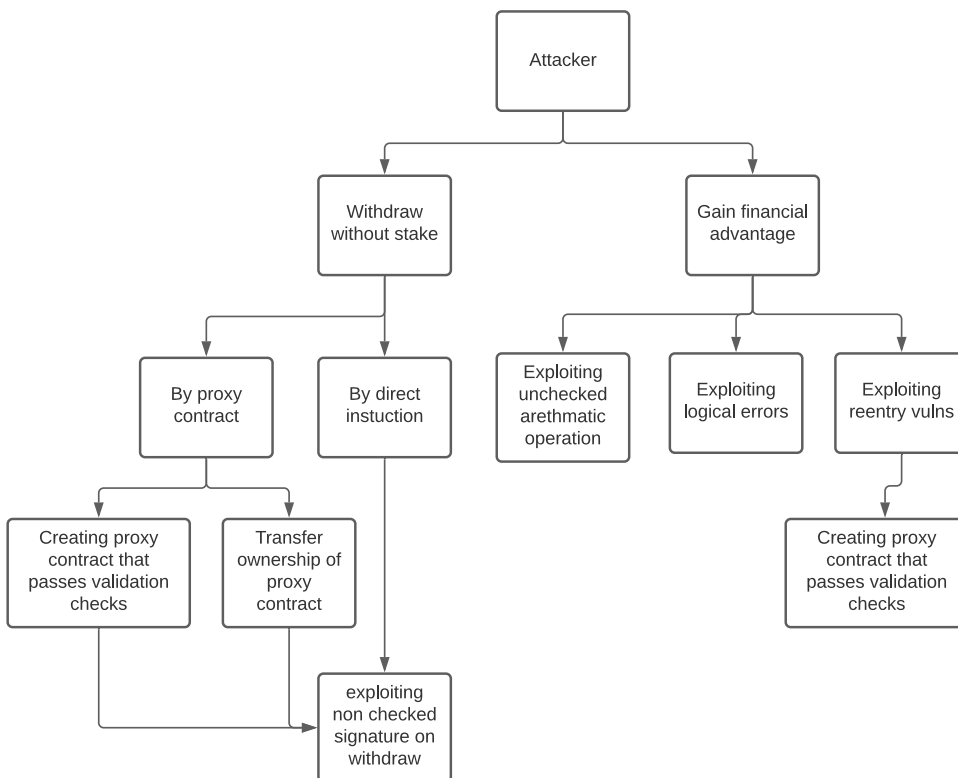 Attacker
Withdraw
without stake
Gain financial
advantage
By proxy
contract
By direct
instuction
Exploiting
unchecked
arethmatic
operation
Exploiting
logical errors
Exploiting
reentry vulns
Creating proxy
contract that
passes validation
checks
Transfer
ownership of
proxy
contract
Creating proxy
contract that
passes validation
checks
exploiting
non checked
signature on
withdraw